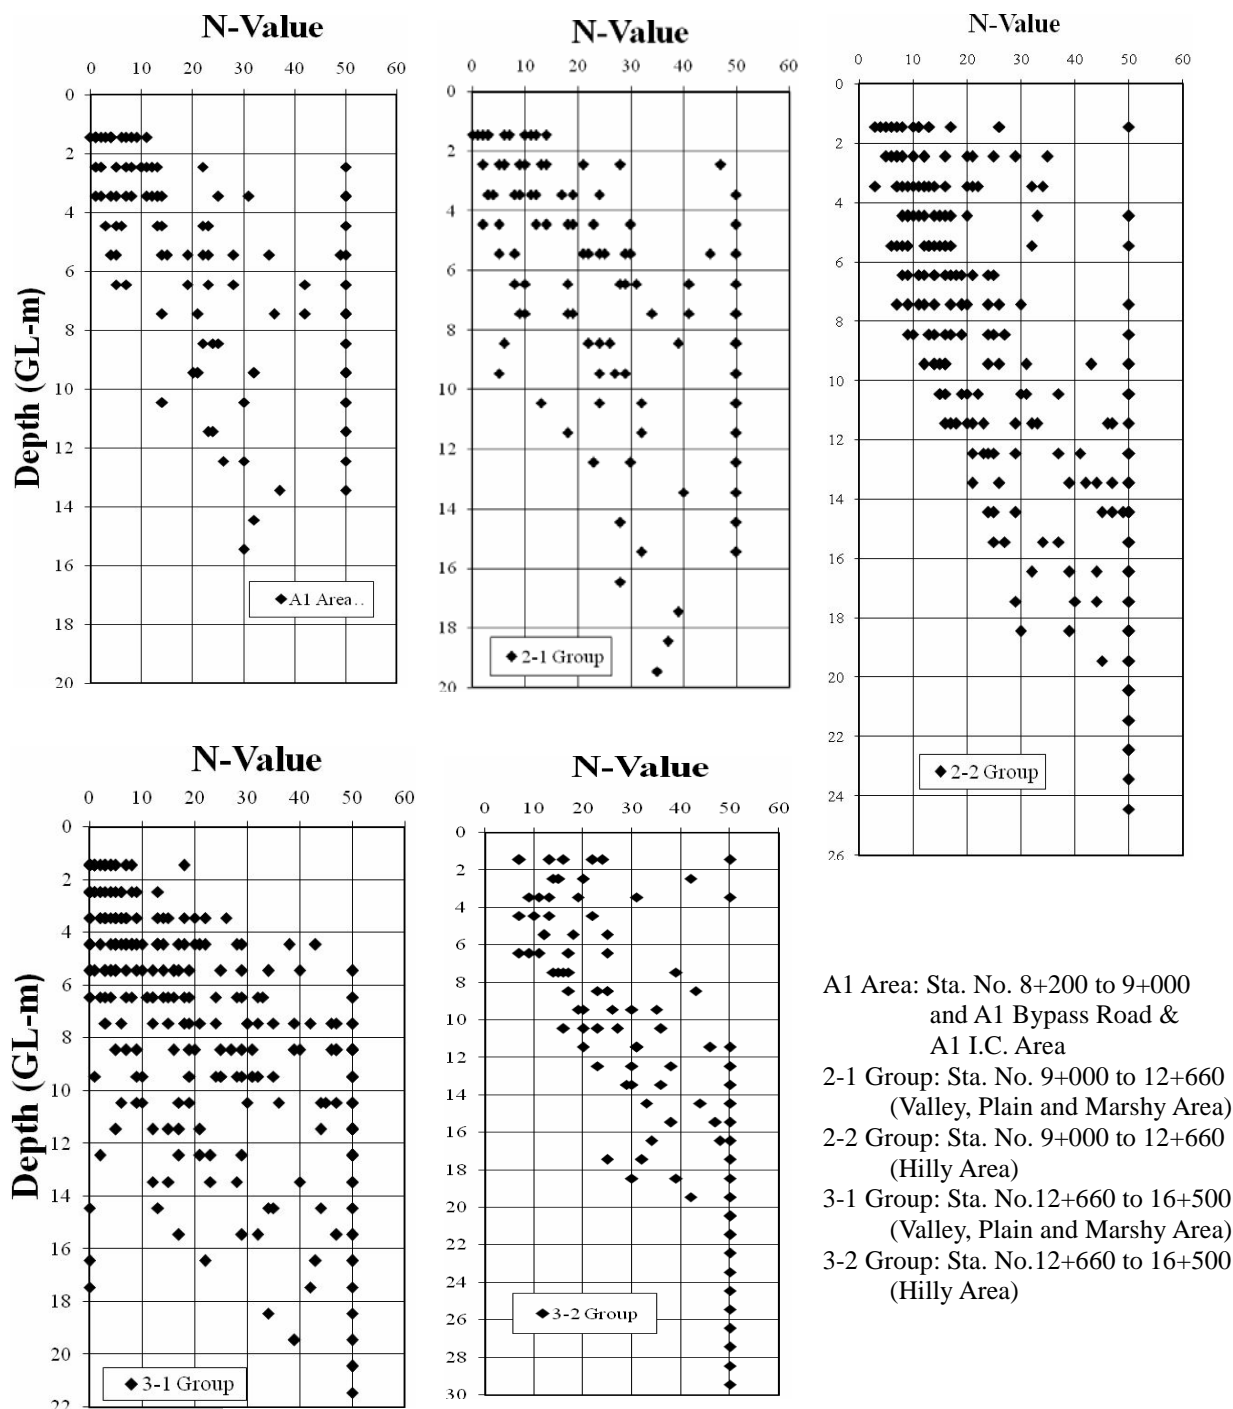 N-Value
0 10 20 30 40 50 60
0
2
4
6
8
10
12
14
16
18
20
Depth (GL-m)
A1 Area..
N-Value
0 10 20 30 40 50 60
0
2
4
6
8
10
12
14
16
18
20
2-1 Group
N-Value
0 10 20 30 40 50 60
0
2
4
6
8
10
12
14
16
18
20
22
24
26
2-2 Group
N-Value
0 10 20 30 40 50 60
0
2
4
6
8
10
12
14
16
18
20
22
Depth (GL-m)
3-1 Group
N-Value
0 10 20 30 40 50 60
0
2
4
6
8
10
12
14
16
18
20
22
24
26
28
30
3-2 Group
A1 Area: Sta. No. 8+200 to 9+000
and A1 Bypass Road &
A1 I.C. Area
2-1 Group: Sta. No. 9+000 to 12+660
(Valley, Plain and Marshy Area)
2-2 Group: Sta. No. 9+000 to 12+660
(Hilly Area)
3-1 Group: Sta. No.12+660 to 16+500
(Valley, Plain and Marshy Area)
3-2 Group: Sta. No.12+660 to 16+500
(Hilly Area)